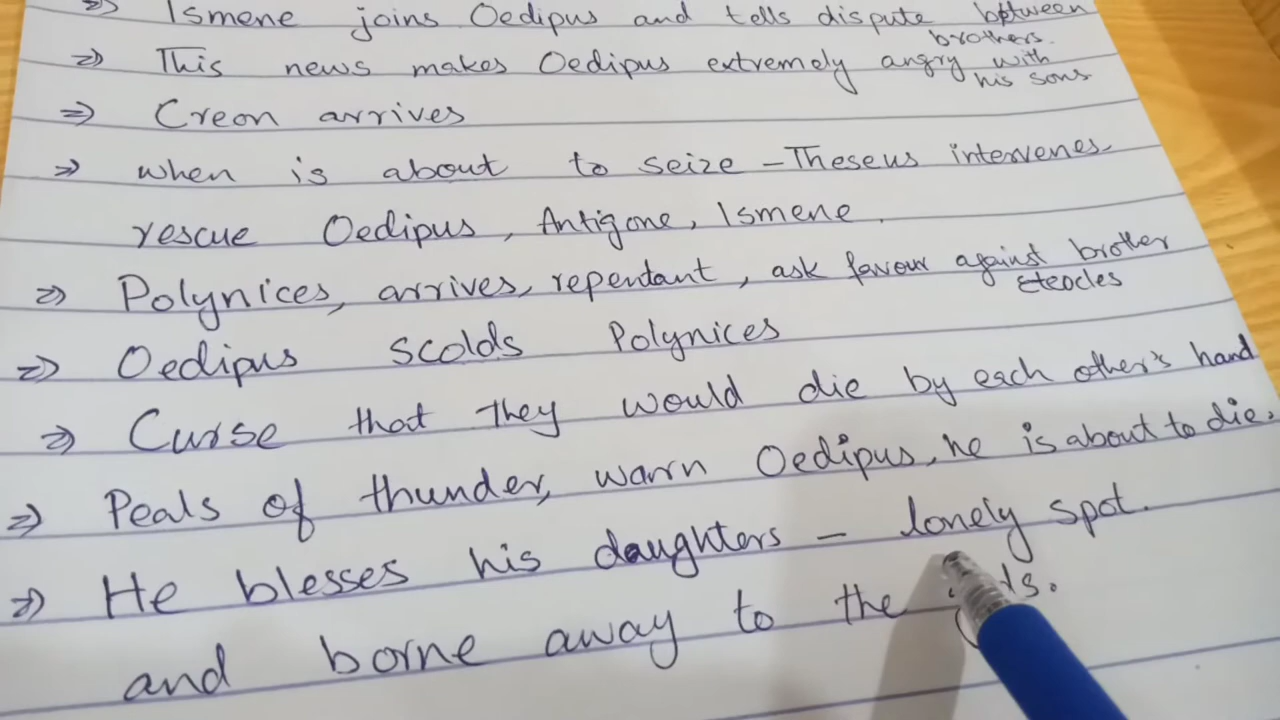 => Ismene joins Oedipus and tells dispute between
brothers.
=> This news makes Oedipus extremely angry with
his sons
=> Creon arrives
=> when is about to seize - Theseus intervenes
rescue Oedipus, Antigone, Ismene.
=> Polynices, arrives, repentant, ask favour against brother
Eteocles
=> Oedipus scolds Polynices
=> Curse that they would die by each other's hand
=> Peals of thunder, warn Oedipus, he is about to die.
=> He blesses his daughters - lonely spot.
and borne away to the